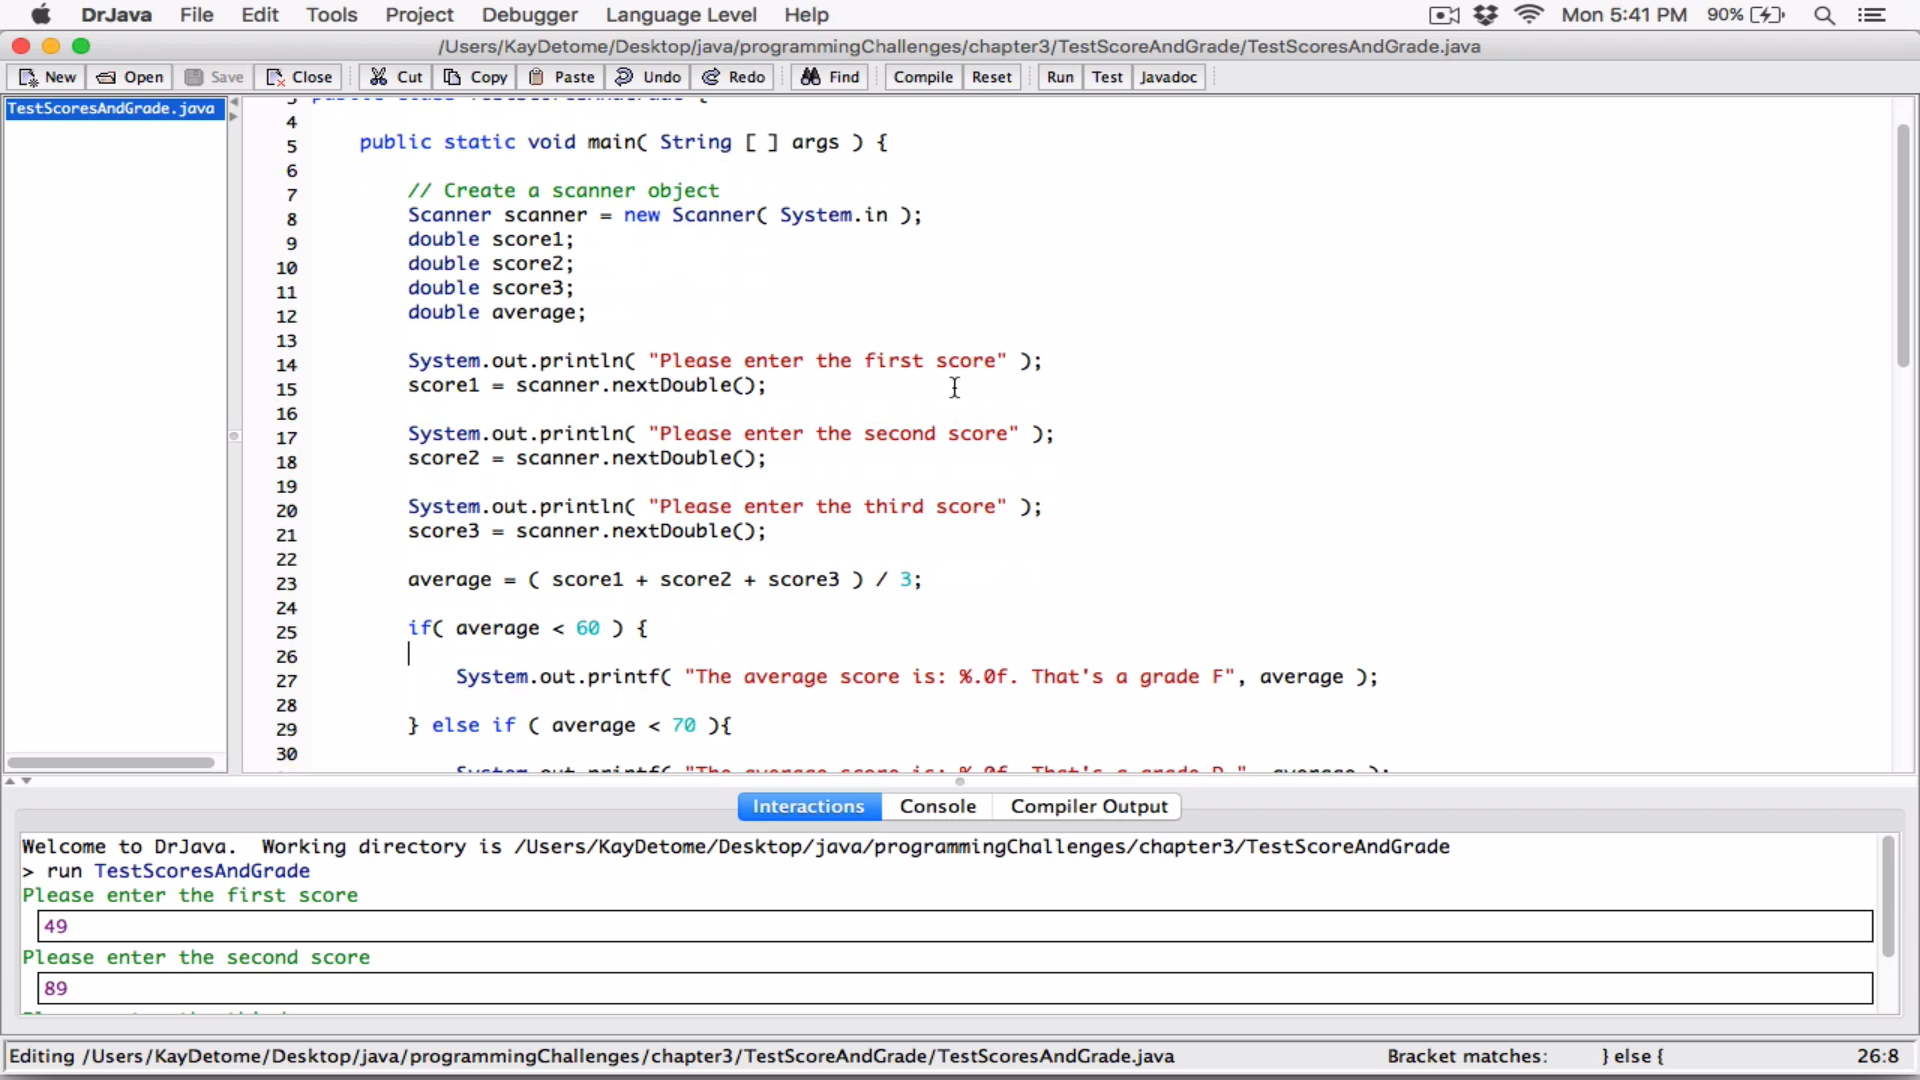 DrJava File Edit Tools Project Debugger Language Level Help Mon 5:41 PM 90%
/Users/KayDetome/Desktop/java/programmingChallenges/chapter3/TestScoreAndGrade/TestScoresAndGrade.java
New Open Save Close Cut Copy Paste Undo Redo Find Compile Reset Run Test Javadoc
TestScoresAndGrade.java
4
5 public static void main( String [ ] args ) {
6
7 // Create a scanner object
8 Scanner scanner = new Scanner( System.in );
9 double score1;
10 double score2;
11 double score3;
12 double average;
13
14 System.out.println( "Please enter the first score" );
15 score1 = scanner.nextDouble();
16
17 System.out.println( "Please enter the second score" );
18 score2 = scanner.nextDouble();
19
20 System.out.println( "Please enter the third score" );
21 score3 = scanner.nextDouble();
22
23 average = ( score1 + score2 + score3 ) / 3;
24
25 if( average < 60 ) {
26
27 System.out.printf( "The average score is: %.0f. That's a grade F", average );
28
29 } else if ( average < 70 ){
30
Interactions Console Compiler Output
Welcome to DrJava. Working directory is /Users/KayDetome/Desktop/java/programmingChallenges/chapter3/TestScoreAndGrade
> run TestScoresAndGrade
Please enter the first score
49
Please enter the second score
89
Editing /Users/KayDetome/Desktop/java/programmingChallenges/chapter3/TestScoreAndGrade/TestScoresAndGrade.java Bracket matches: } else { 26:8